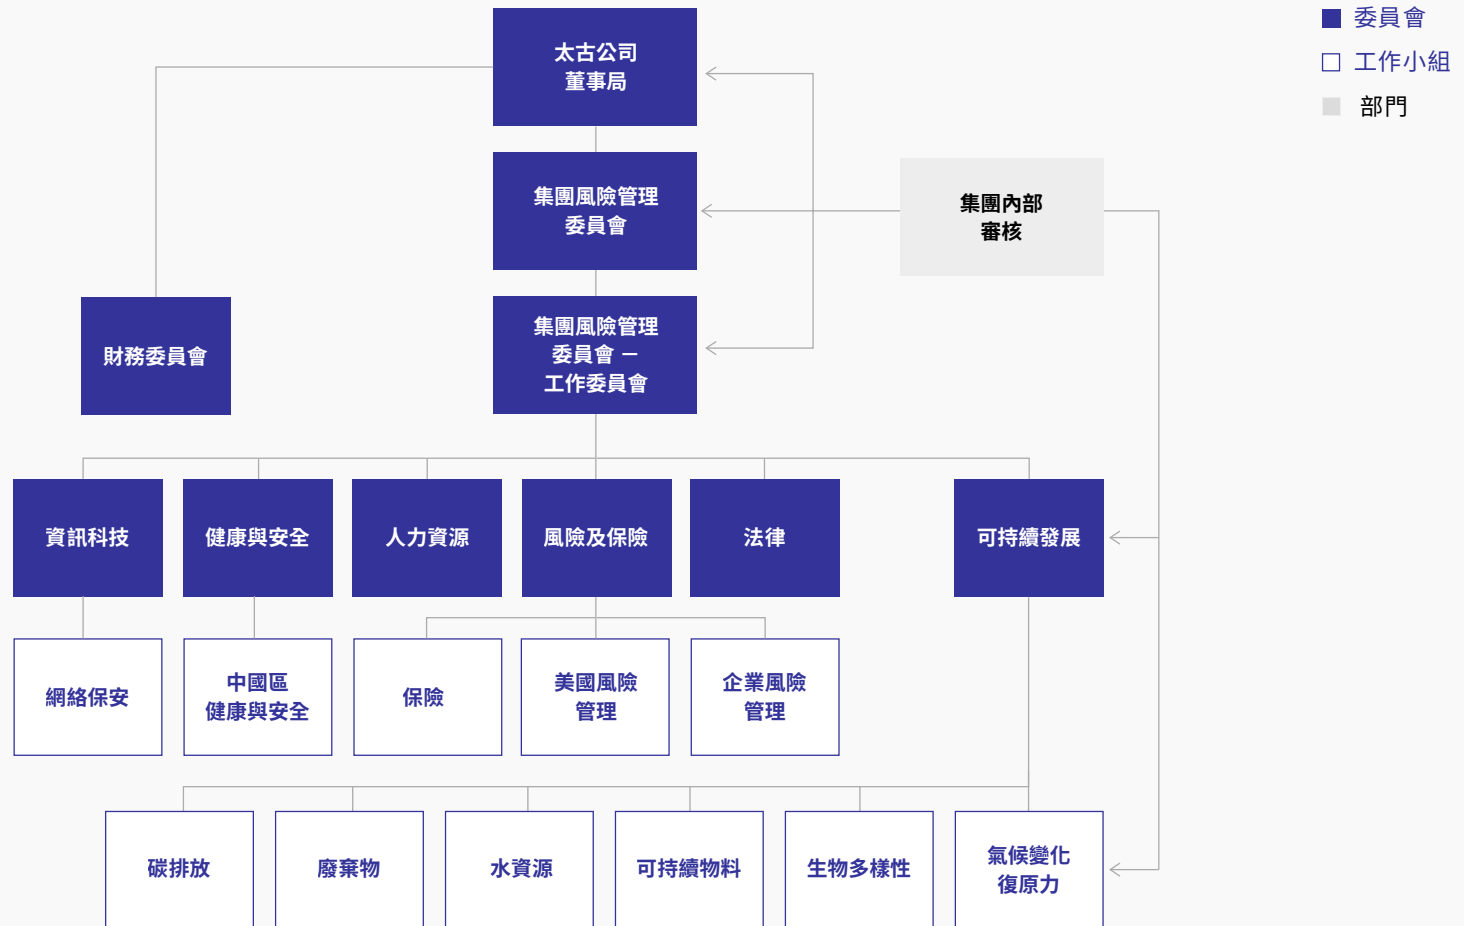 委員會
工作小組
部門
太古公司
董事局
集團風險管理
委員會
集團內部
審核
財務委員會
集團風險管理
委員會 –
工作委員會
資訊科技
健康與安全
人力資源
風險及保險
法律
可持續發展
網絡保安
中國區
健康與安全
保險
美國風險
管理
企業風險
管理
碳排放
廢棄物
水資源
可持續物料
生物多樣性
氣候變化
復原力